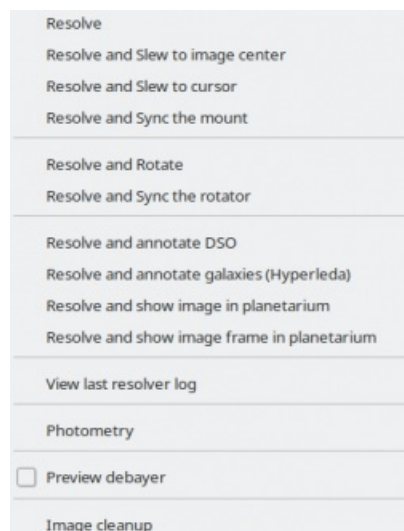 Resolve
Resolve and Slew to image center
Resolve and Slew to cursor
Resolve and Sync the mount
Resolve and Rotate
Resolve and Sync the rotator
Resolve and annotate DSO
Resolve and annotate galaxies (Hyperleda)
Resolve and show image in planetarium
Resolve and show image frame in planetarium
View last resolver log
Photometry
Preview debayer
Image cleanup